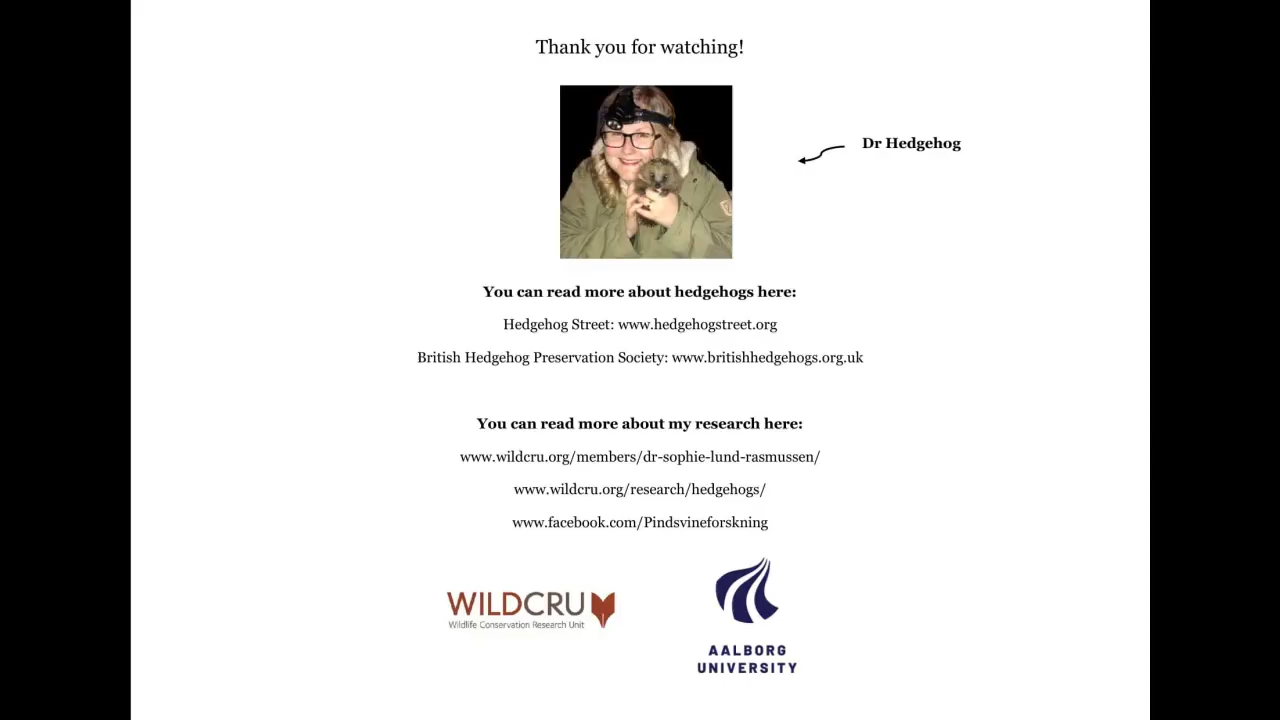 Thank you for watching!
Dr Hedgehog
You can read more about hedgehogs here:
Hedgehog Street: www.hedgehogstreet.org
British Hedgehog Preservation Society: www.britishhedgehogs.org.uk
You can read more about my research here:
www.wildcru.org/members/dr-sophie-lund-rasmussen/
www.wildcru.org/research/hedgehogs/
www.facebook.com/Pindsvineforskning
WILDCRU
Wildlife Conservation Research Unit
AALBORG
UNIVERSITY